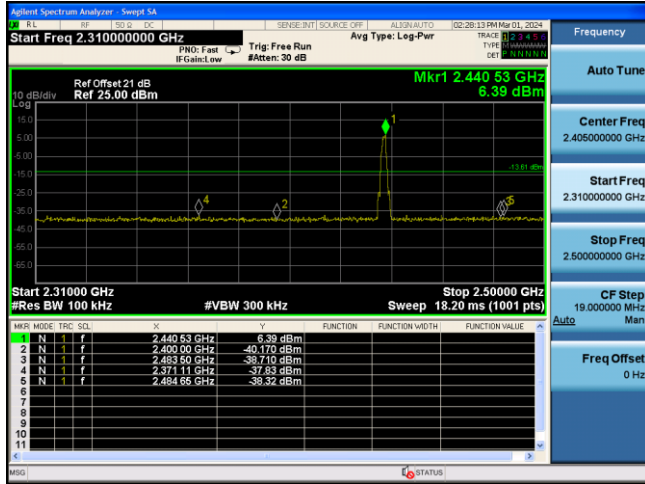 Agilent Spectrum Analyzer - Swept SA
RL RF 50 Ω DC SENSE:INT SOURCE OFF ALIGNAUTO 02:28:13 PM Mar 01, 2024
Start Freq 2.310000000 GHz
PNO: Fast
IFGain:Low
Trig: Free Run
#Atten: 30 dB
Avg Type: Log-Pwr
TRACE 1 2 3 4 5 6
TYPE M
DET P N N N N N
Ref Offset 21 dB
Ref 25.00 dBm
10 dB/div
Log
Mkr1 2.440 53 GHz
6.39 dBm
15.0
5.00
-5.00
-15.0
-25.0
-35.0
-45.0
-55.0
-65.0
1
-13.61 dBm
4
2
Start 2.31000 GHz
Stop 2.50000 GHz
#Res BW 100 kHz
#VBW 300 kHz
Sweep 18.20 ms (1001 pts)
MKR MODE TRC SCL X Y FUNCTION FUNCTION WIDTH FUNCTION VALUE
1 N 1 f 2.440 53 GHz 6.39 dBm
2 N 1 f 2.400 00 GHz -40.170 dBm
3 N 1 f 2.483 50 GHz -38.710 dBm
4 N 1 f 2.371 11 GHz -37.83 dBm
5 N 1 f 2.484 65 GHz -38.32 dBm
6
7
8
9
10
11
MSG
STATUS
Frequency
Auto Tune
Center Freq
2.405000000 GHz
Start Freq
2.310000000 GHz
Stop Freq
2.500000000 GHz
CF Step
19.000000 MHz
Auto Man
Freq Offset
0 Hz